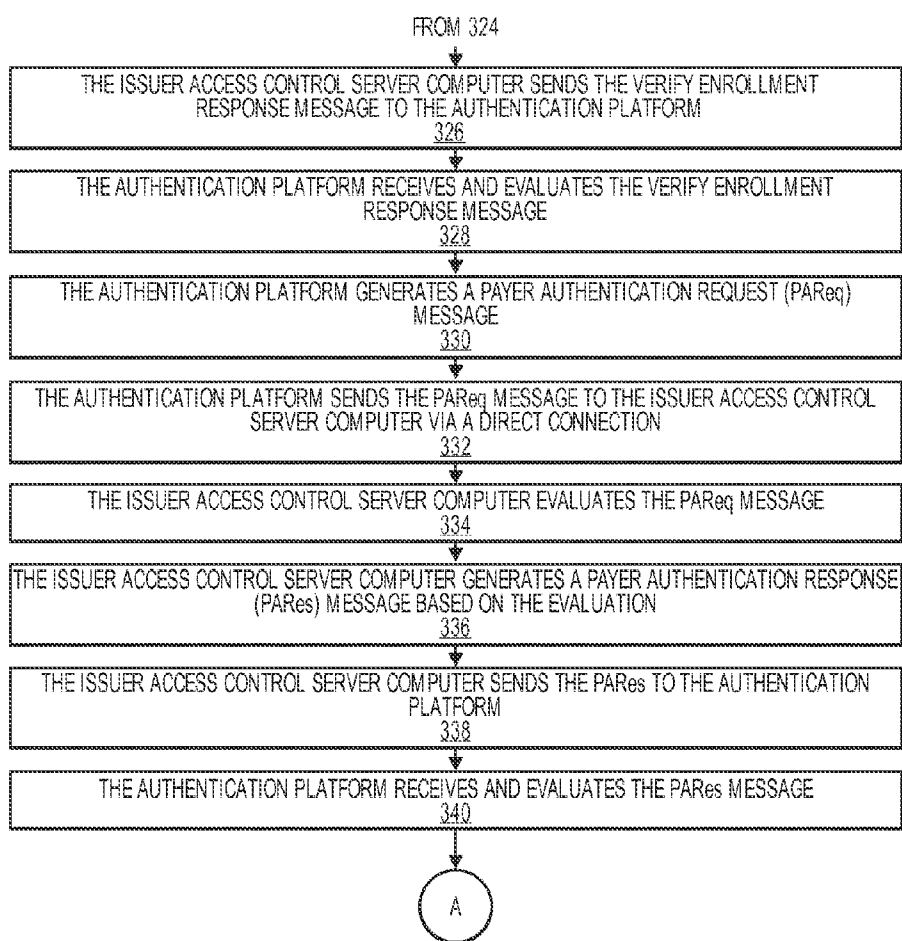 FROM 324
THE ISSUER ACCESS CONTROL SERVER COMPUTER SENDS THE VERIFY ENROLLMENT
RESPONSE MESSAGE TO THE AUTHENTICATION PLATFORM
326
THE AUTHENTICATION PLATFORM RECEIVES AND EVALUATES THE VERIFY ENROLLMENT
RESPONSE MESSAGE
328
THE AUTHENTICATION PLATFORM GENERATES A PAYER AUTHENTICATION REQUEST (PAReq)
MESSAGE
330
THE AUTHENTICATION PLATFORM SENDS THE PAReq MESSAGE TO THE ISSUER ACCESS CONTROL
SERVER COMPUTER VIA A DIRECT CONNECTION
332
THE ISSUER ACCESS CONTROL SERVER COMPUTER EVALUATES THE PAReq MESSAGE
334
THE ISSUER ACCESS CONTROL SERVER COMPUTER GENERATES A PAYER AUTHENTICATION RESPONSE
(PARes) MESSAGE BASED ON THE EVALUATION
336
THE ISSUER ACCESS CONTROL SERVER COMPUTER SENDS THE PARes TO THE AUTHENTICATION
PLATFORM
338
THE AUTHENTICATION PLATFORM RECEIVES AND EVALUATES THE PARes MESSAGE
340
A